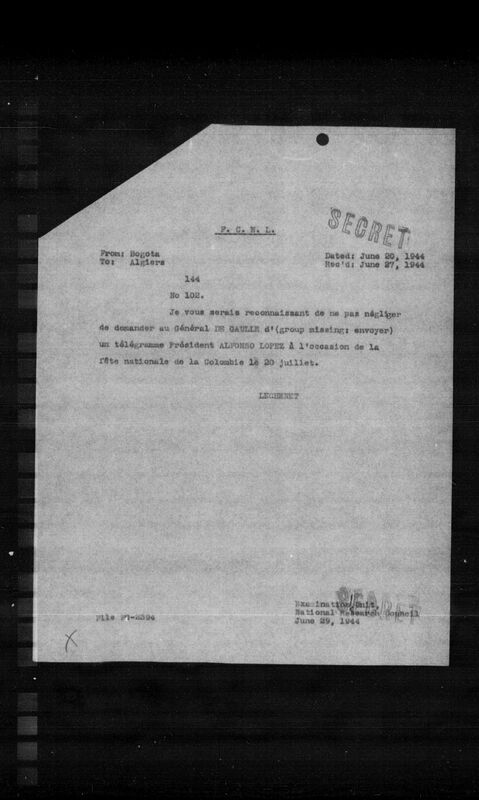 F. C. N. L.
SECRET
From: Bogota
To: Algiers
Dated: June 20, 1944
Rec'd: June 27, 1944
144
No 102.
Je vous serais reconnaissant de ne pas négliger
de demander au Général DE GAULLE d'(group missing: envoyer)
un télégramme Président ALFONSO LOPEZ à l'occasion de la
fête nationale de la Colombie le 20 juillet.
SECRET
Examination Unit,
National Research Council
June 29, 1944
X